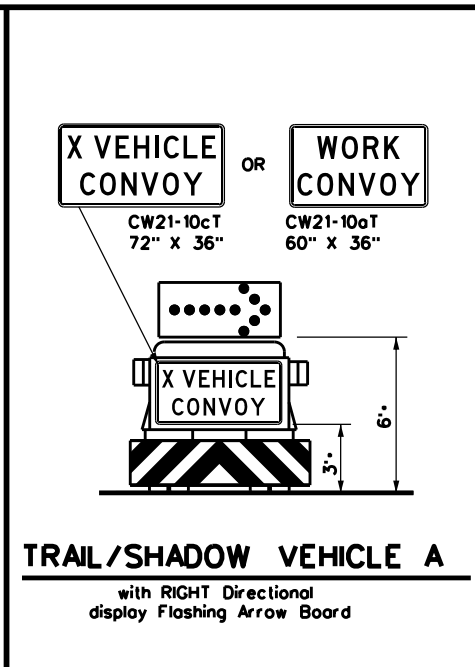 X VEHICLE
CONVOY
OR
WORK
CONVOY
CW21-10cT
72" X 36"
CW21-10aT
60" X 36"
X VEHICLE
CONVOY
6'±
3'±
TRAIL/SHADOW VEHICLE A
with RIGHT Directional
display Flashing Arrow Board